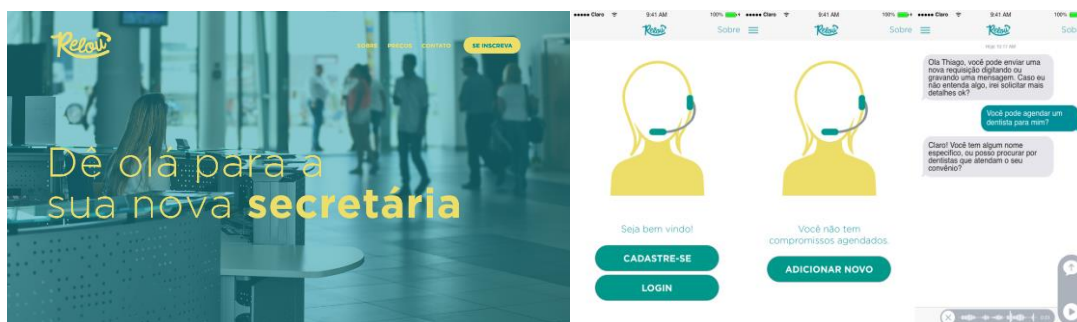 Relou
SOBRE PREÇOS CONTATO SE INSCREVA
Dê olá para a
sua nova secretária
Claro 9:41 AM 100%
Relou Sobre
Seja bem vindo!
CADASTRE-SE
LOGIN
Claro 9:41 AM 100%
Relou Sobre
Você não tem
compromissos agendados.
ADICIONAR NOVO
Claro 9:41 AM 100%
Relou Sob
Ola Thiago, você pode enviar uma
nova requisição digitando ou
gravando uma mensagem. Caso eu
não entenda algo, irei solicitar mais
detalhes ok?
Você pode agendar um
dentista para mim?
Claro! Você tem algum nome
específico, ou posso procurar por
dentistas que atendam o seu
convênio?